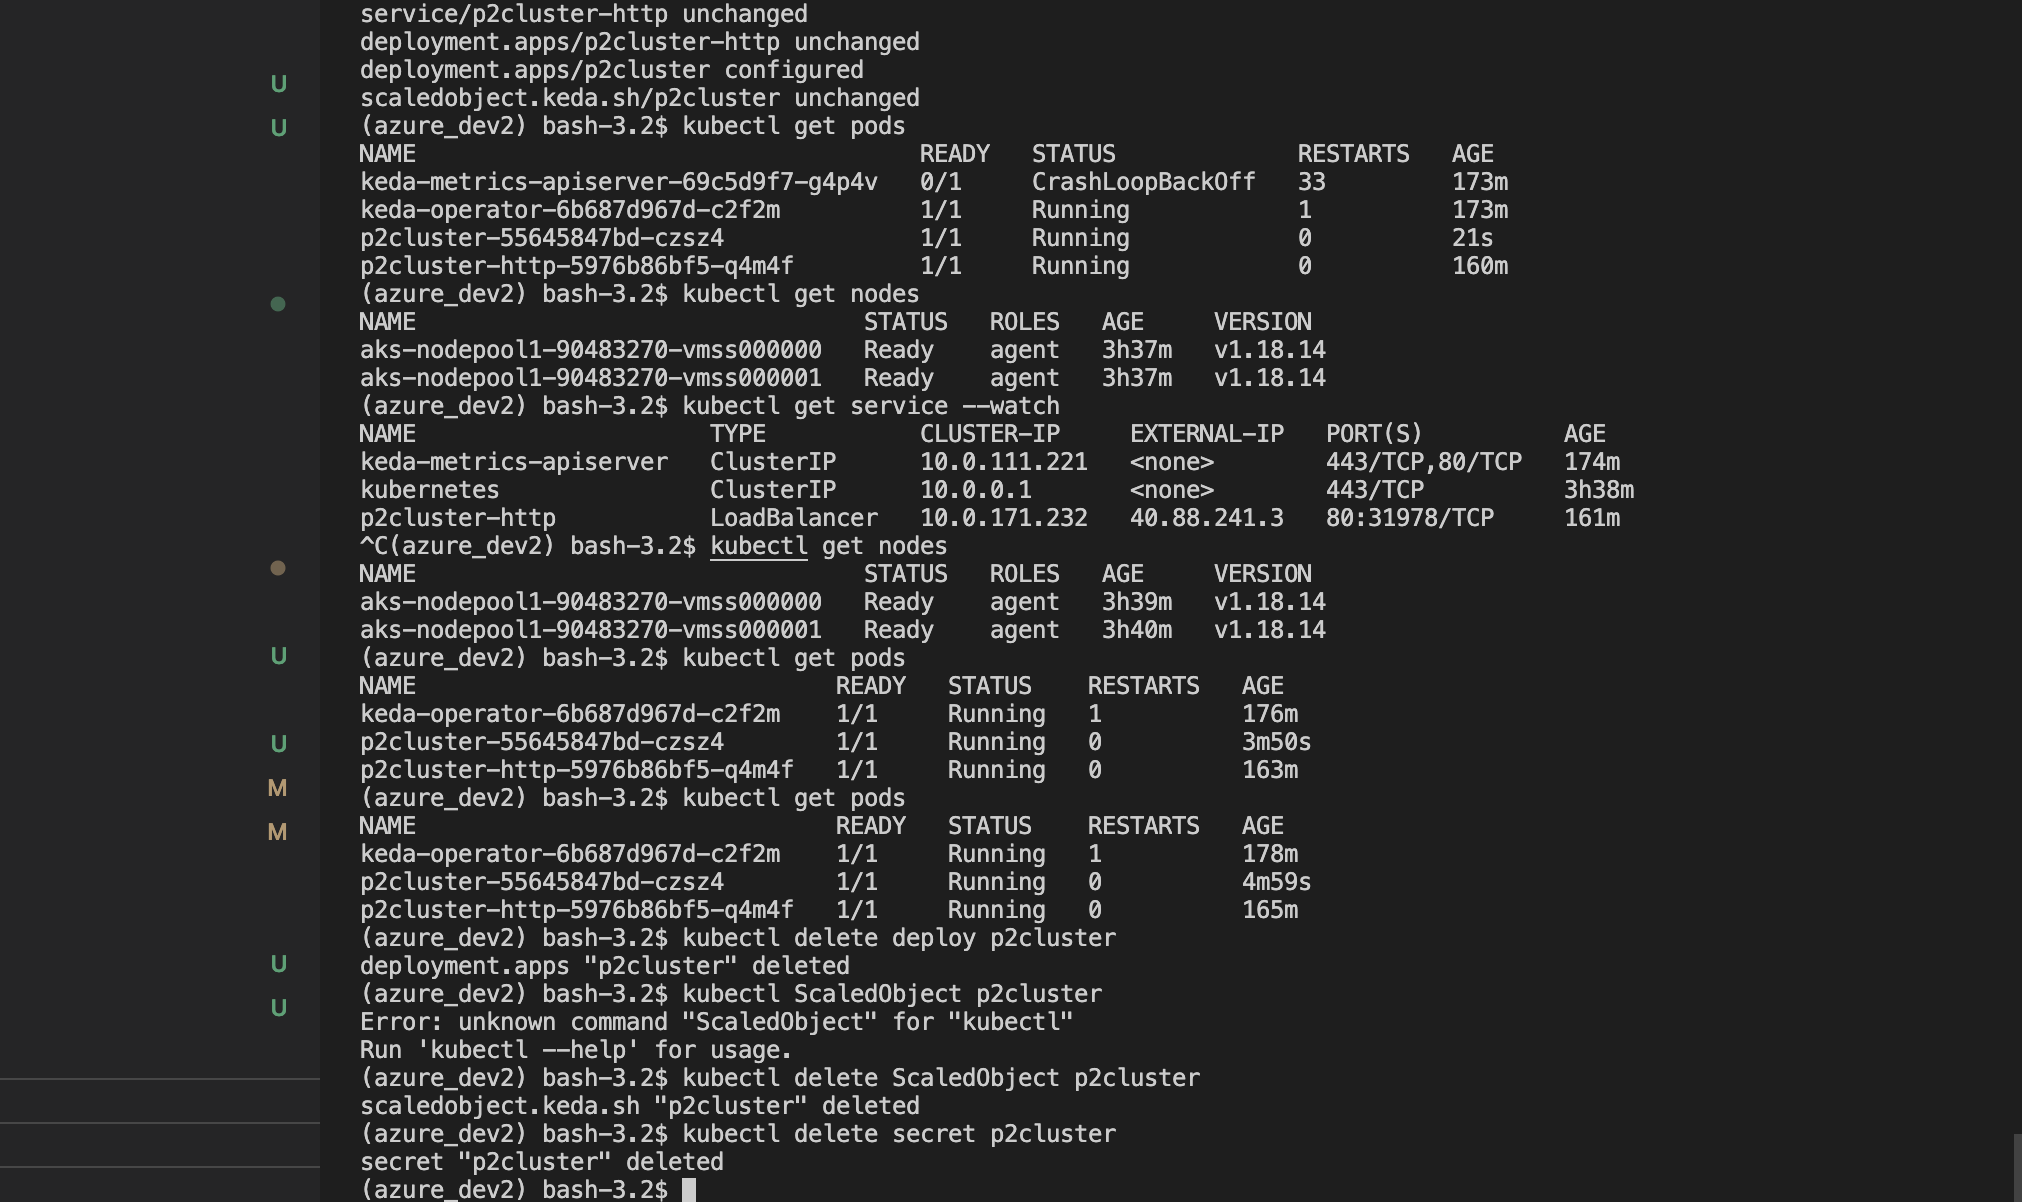 service/p2cluster-http unchanged
deployment.apps/p2cluster-http unchanged
deployment.apps/p2cluster configured
scaledobject.keda.sh/p2cluster unchanged
(azure_dev2) bash-3.2$ kubectl get pods
NAME READY STATUS RESTARTS AGE
keda-metrics-apiserver-69c5d9f7-g4p4v 0/1 CrashLoopBackOff 33 173m
keda-operator-6b687d967d-c2f2m 1/1 Running 1 173m
p2cluster-55645847bd-czsz4 1/1 Running 0 21s
p2cluster-http-5976b86bf5-q4m4f 1/1 Running 0 160m
(azure_dev2) bash-3.2$ kubectl get nodes
NAME STATUS ROLES AGE VERSION
aks-nodepool1-90483270-vmss000000 Ready agent 3h37m v1.18.14
aks-nodepool1-90483270-vmss000001 Ready agent 3h37m v1.18.14
(azure_dev2) bash-3.2$ kubectl get service --watch
NAME TYPE CLUSTER-IP EXTERNAL-IP PORT(S) AGE
keda-metrics-apiserver ClusterIP 10.0.111.221 <none> 443/TCP,80/TCP 174m
kubernetes ClusterIP 10.0.0.1 <none> 443/TCP 3h38m
p2cluster-http LoadBalancer 10.0.171.232 40.88.241.3 80:31978/TCP 161m
^C(azure_dev2) bash-3.2$ kubectl get nodes
NAME STATUS ROLES AGE VERSION
aks-nodepool1-90483270-vmss000000 Ready agent 3h39m v1.18.14
aks-nodepool1-90483270-vmss000001 Ready agent 3h40m v1.18.14
(azure_dev2) bash-3.2$ kubectl get pods
NAME READY STATUS RESTARTS AGE
keda-operator-6b687d967d-c2f2m 1/1 Running 1 176m
p2cluster-55645847bd-czsz4 1/1 Running 0 3m50s
p2cluster-http-5976b86bf5-q4m4f 1/1 Running 0 163m
(azure_dev2) bash-3.2$ kubectl get pods
NAME READY STATUS RESTARTS AGE
keda-operator-6b687d967d-c2f2m 1/1 Running 1 178m
p2cluster-55645847bd-czsz4 1/1 Running 0 4m59s
p2cluster-http-5976b86bf5-q4m4f 1/1 Running 0 165m
(azure_dev2) bash-3.2$ kubectl delete deploy p2cluster
deployment.apps "p2cluster" deleted
(azure_dev2) bash-3.2$ kubectl ScaledObject p2cluster
Error: unknown command "ScaledObject" for "kubectl"
Run 'kubectl --help' for usage.
(azure_dev2) bash-3.2$ kubectl delete ScaledObject p2cluster
scaledobject.keda.sh "p2cluster" deleted
(azure_dev2) bash-3.2$ kubectl delete secret p2cluster
secret "p2cluster" deleted
(azure_dev2) bash-3.2$
U
U
U
U
M
M
U
U